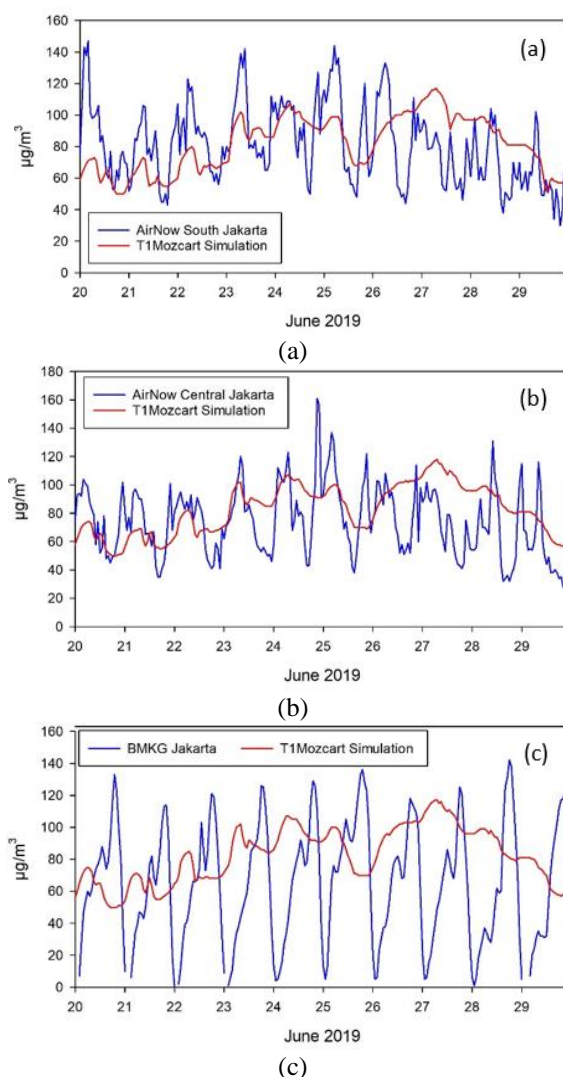 160
140
120
100
80
60
40
20
0
µg/m³
(a)
AirNow South Jakarta
T1Mozcart Simulation
20 21 22 23 24 25 26 27 28 29
June 2019
(a)
180
160
140
120
100
80
60
40
20
0
µg/m³
AirNow Central Jakarta
T1Mozcart Simulation
(b)
20 21 22 23 24 25 26 27 28 29
June 2019
(b)
160
140
120
100
80
60
40
20
0
µg/m³
BMKG Jakarta T1Mozcart Simulation
(c)
20 21 22 23 24 25 26 27 28 29
June 2019
(c)